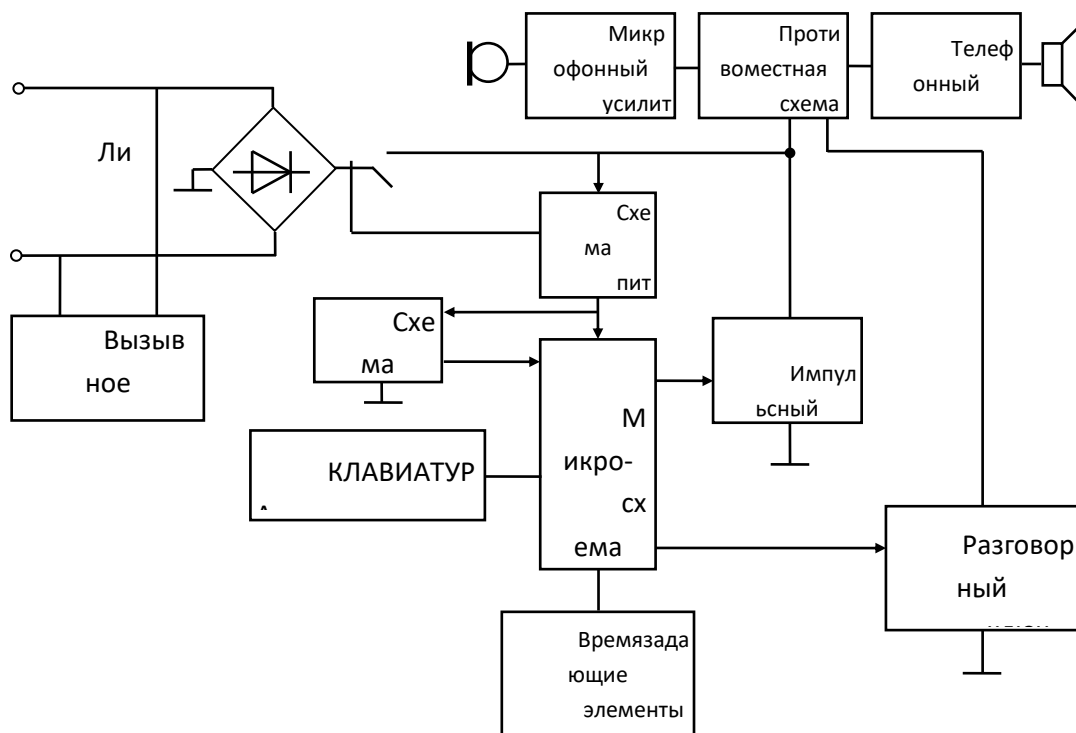 Микр
офонный
усилит
Проти
воместная
схема
Телеф
онный
Ли
Схе
ма
пит
Вызыв
ное
Схе
ма
Импул
ьсный
М
икро-
сх
ема
КЛАВИАТУР
Разговор
ный
Времязада
ющие
элементы